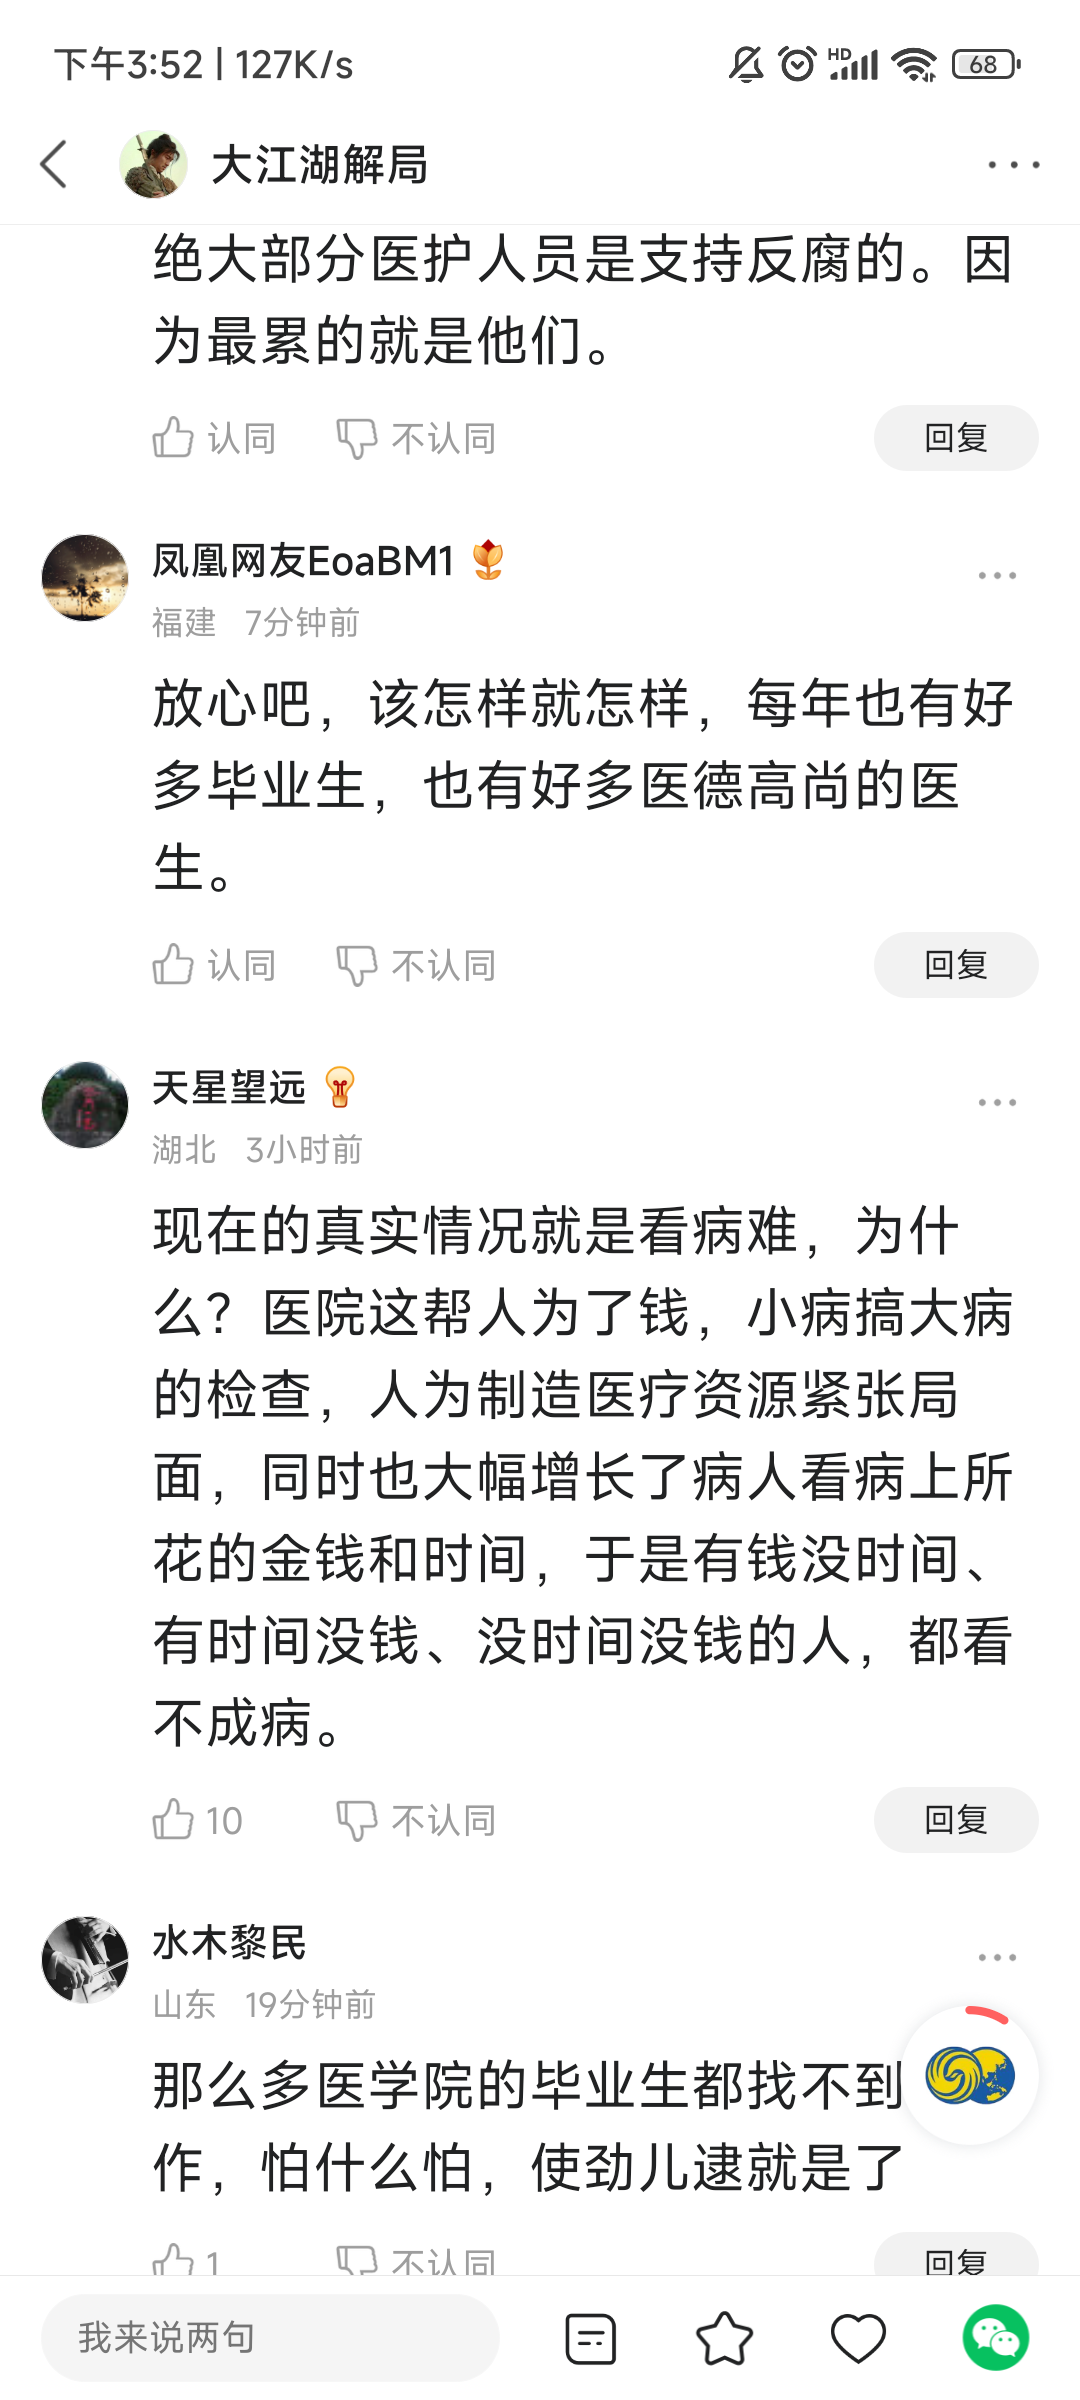 下午3:52 | 127K/s
HD
68
大江湖解局
绝大部分医护人员是支持反腐的。因
为最累的就是他们。
认同 不认同 回复
凤凰网友EoaBM1
福建 7分钟前
放心吧，该怎样就怎样，每年也有好
多毕业生，也有好多医德高尚的医
生。
认同 不认同 回复
天星望远
湖北 3小时前
现在的真实情况就是看病难，为什
么？医院这帮人为了钱，小病搞大病
的检查，人为制造医疗资源紧张局
面，同时也大幅增长了病人看病上所
花的金钱和时间，于是有钱没时间、
有时间没钱、没时间没钱的人，都看
不成病。
10 不认同 回复
水木黎民
山东 19分钟前
那么多医学院的毕业生都找不到
作，怕什么怕，使劲儿逮就是了
1 不认同 回复
我来说两句